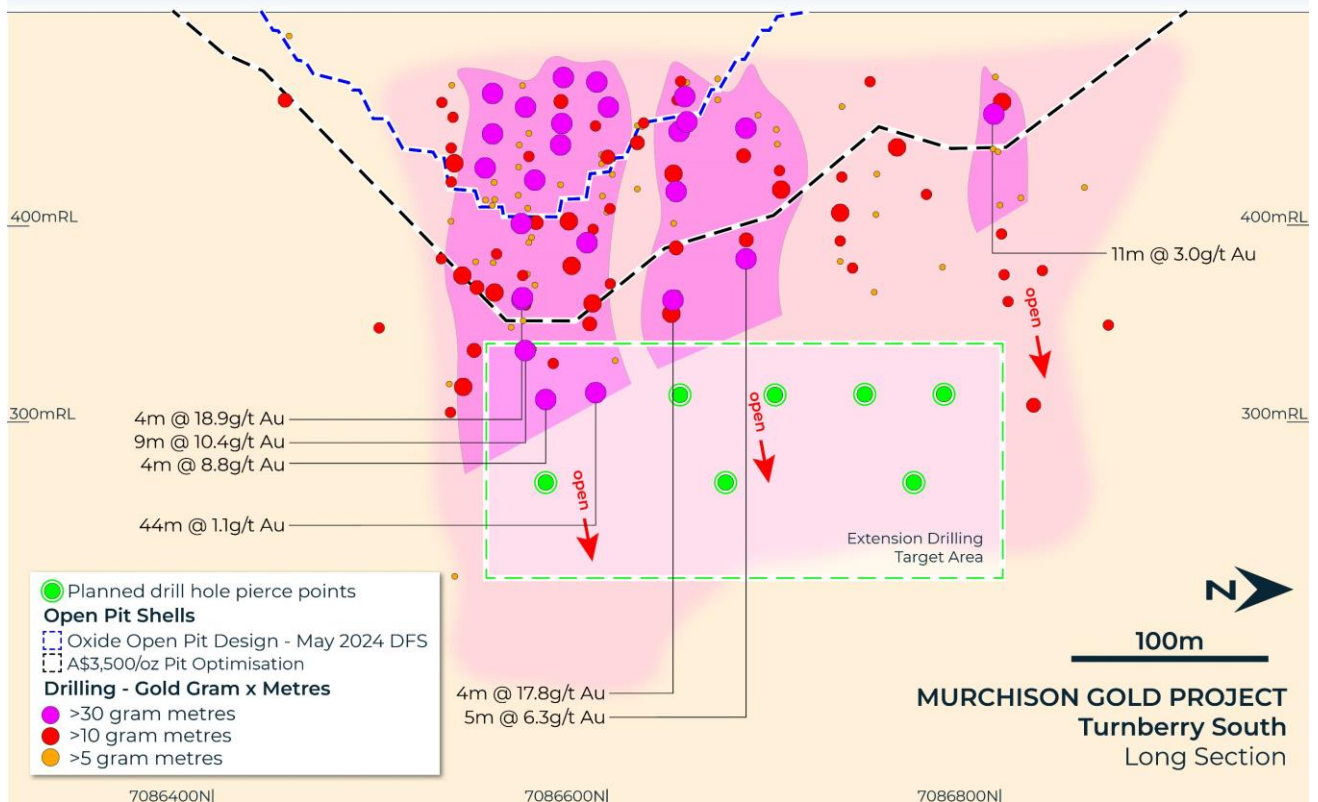 400mRL
400mRL
11m @ 3.0g/t Au
open
300mRL
300mRL
4m @ 18.9g/t Au
9m @ 10.4g/t Au
4m @ 8.8g/t Au
44m @ 1.1g/t Au
open
open
Extension Drilling
Target Area
Planned drill hole pierce points
Open Pit Shells
Oxide Open Pit Design - May 2024 DFS
A$3,500/oz Pit Optimisation
Drilling - Gold Gram x Metres
>30 gram metres
>10 gram metres
>5 gram metres
4m @ 17.8g/t Au
5m @ 6.3g/t Au
N
100m
MURCHISON GOLD PROJECT
Turnberry South
Long Section
7086400N
7086600N
7086800N